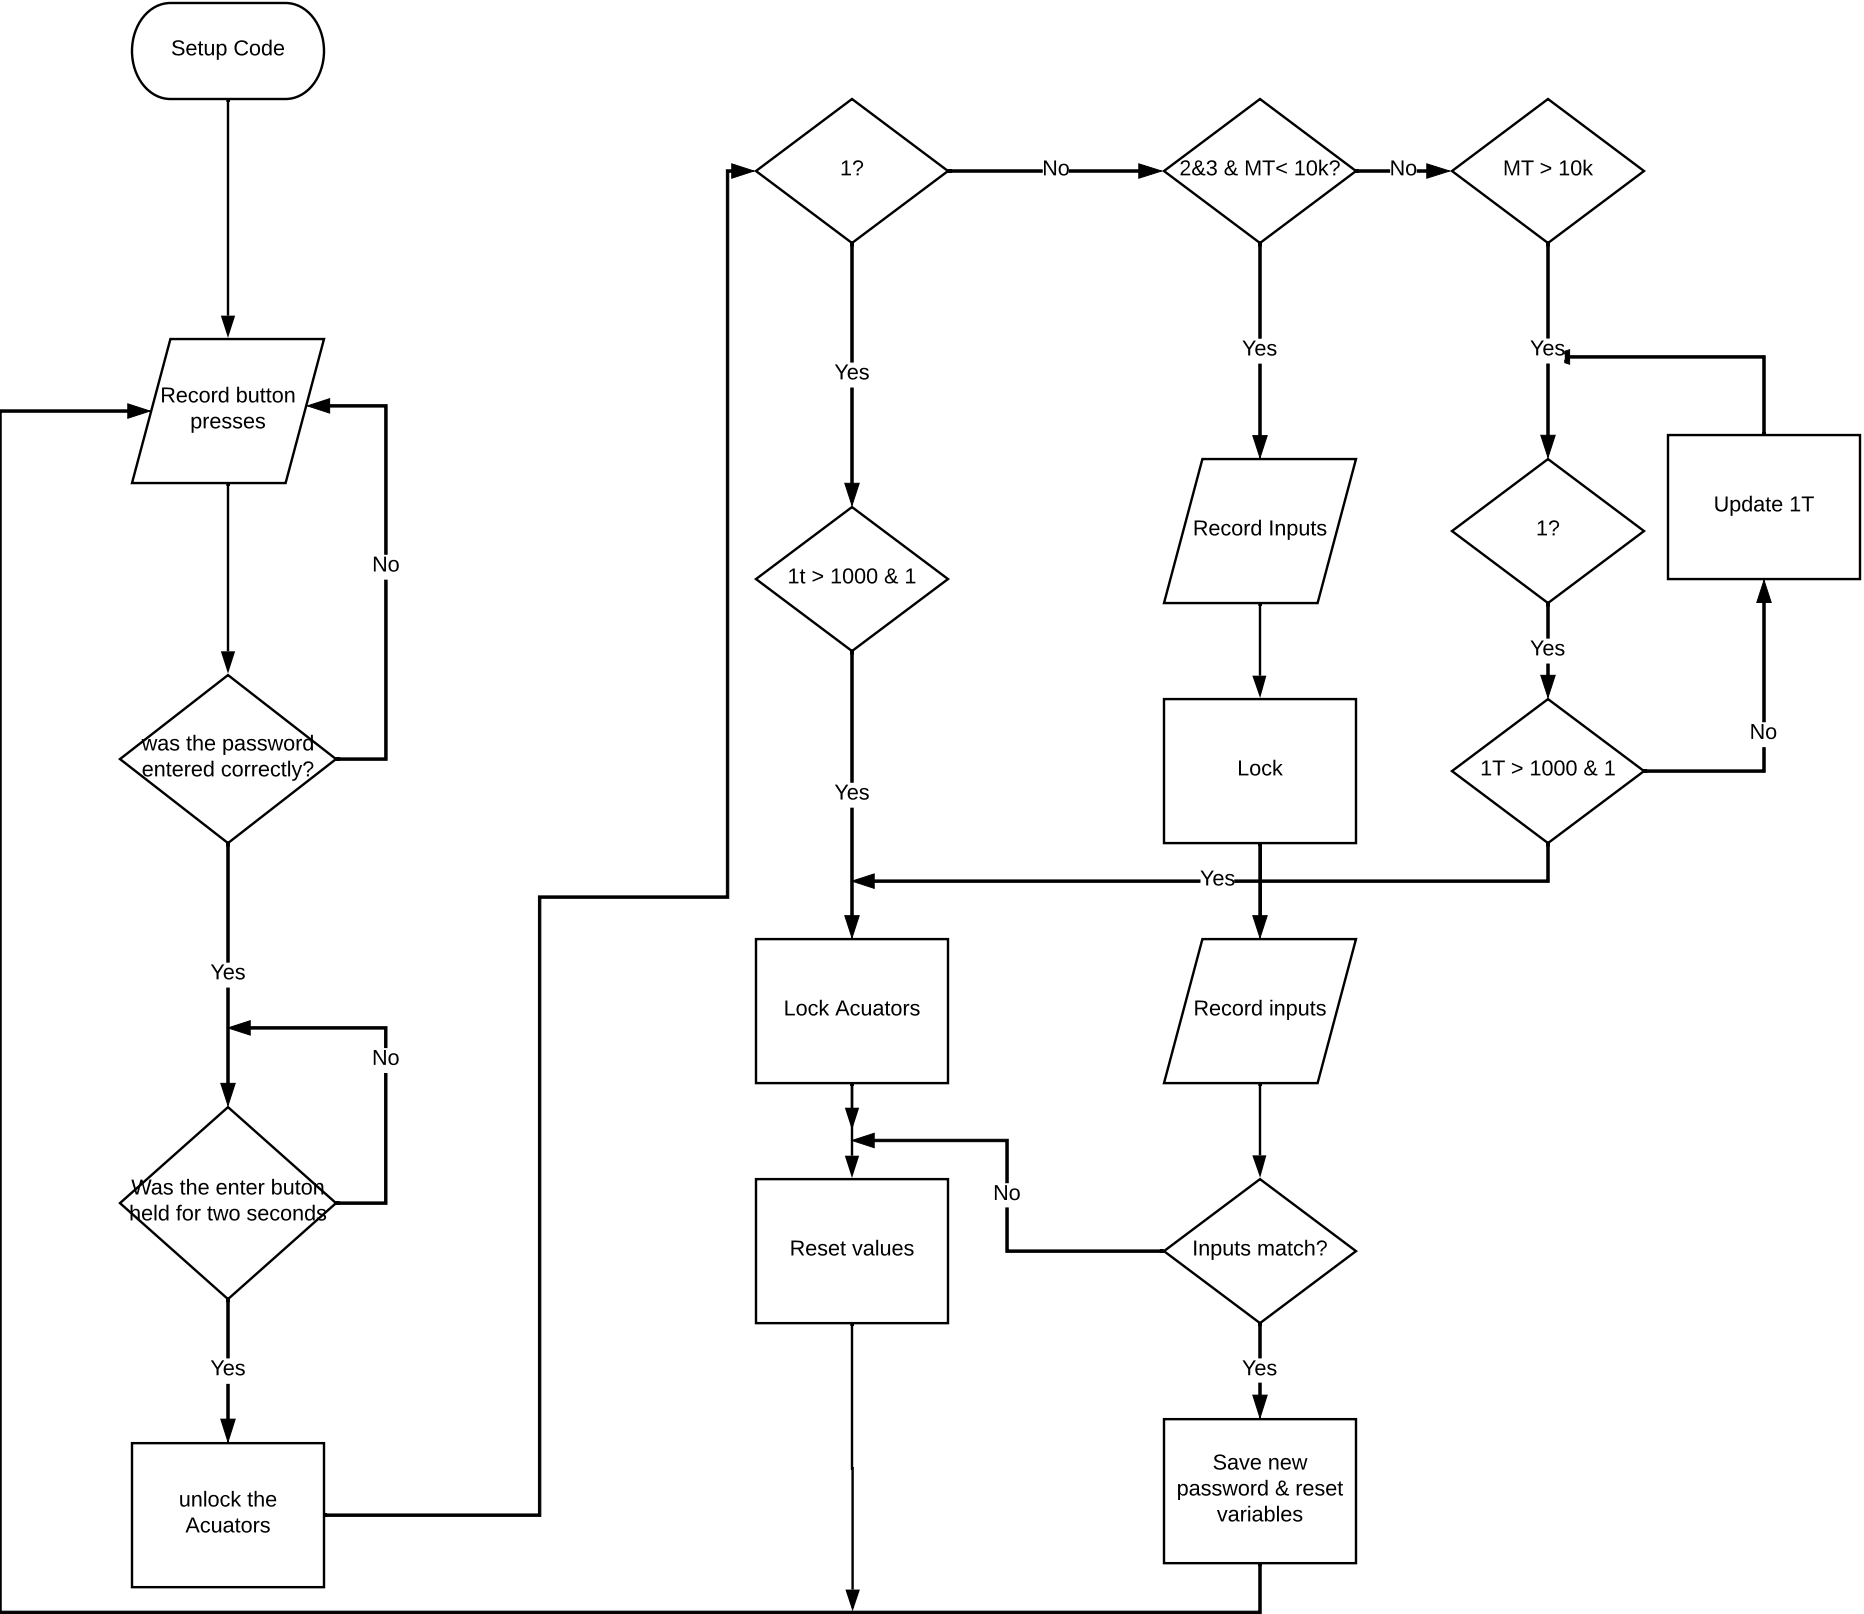 Setup Code
Record button
presses
No
was the password
entered correctly?
Yes
No
Was the enter buton
held for two seconds
Yes
unlock the
Acuators
1?
No
2&3 & MT< 10k?
No
MT > 10k
Yes
Yes
Yes
1t > 1000 & 1
Record Inputs
1?
Update 1T
Yes
No
Lock
1T > 1000 & 1
Yes
Yes
Lock Acuators
Record inputs
No
Reset values
Inputs match?
Yes
Save new
password & reset
variables